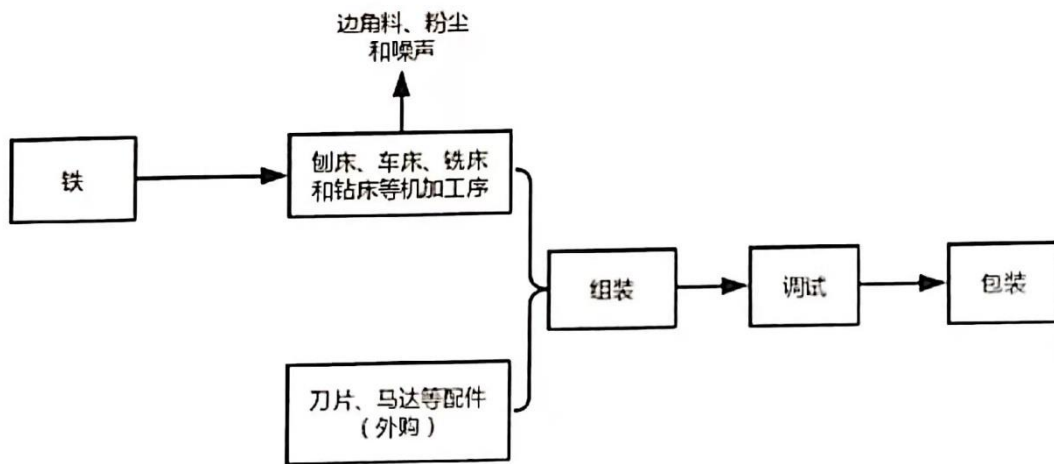 边角料、粉尘
和噪声
铁
刨床、车床、铣床
和钻床等机加工序
组装
调试
包装
刀片、马达等配件
（外购）